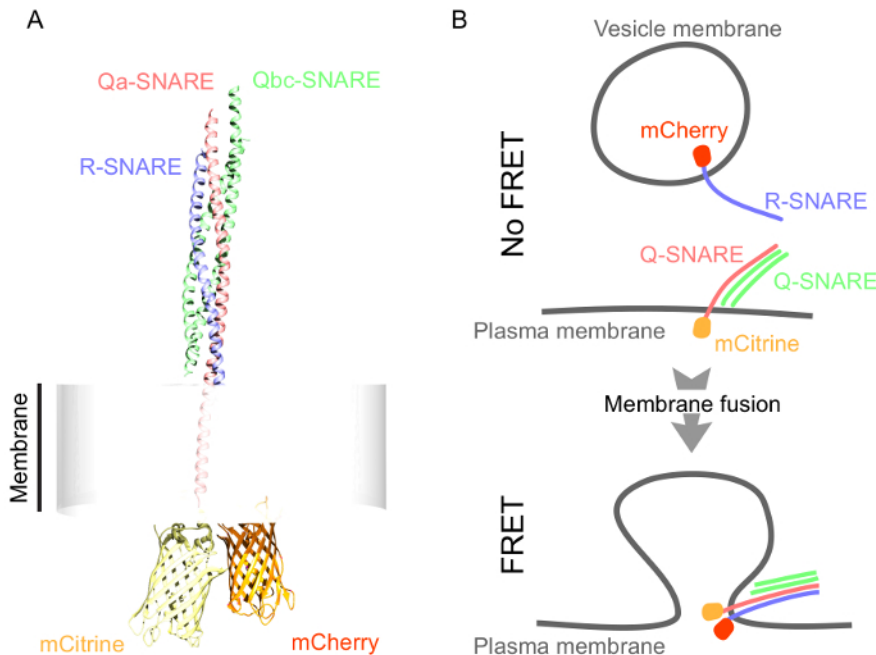 A
Qa-SNARE
Qbc-SNARE
R-SNARE
Membrane
mCitrine
mCherry
B
Vesicle membrane
mCherry
No FRET
R-SNARE
Q-SNARE
Q-SNARE
Plasma membrane
mCitrine
Membrane fusion
FRET
Plasma membrane